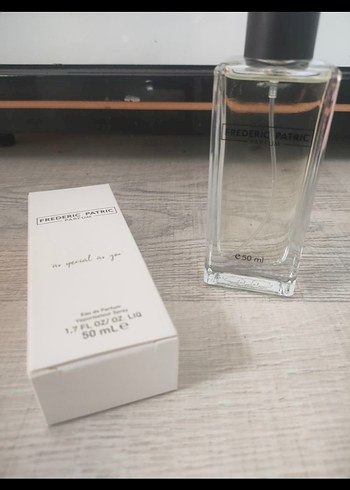 FREDERIC PATRIC
PARFUM
as special as you
Eau de Parfum
Vaporisateur Spray
1,7 FL OZ/ OZ. LIQ
50 mL ℮
FREDERIC PATRIC
PARFUM
℮ 50 ml